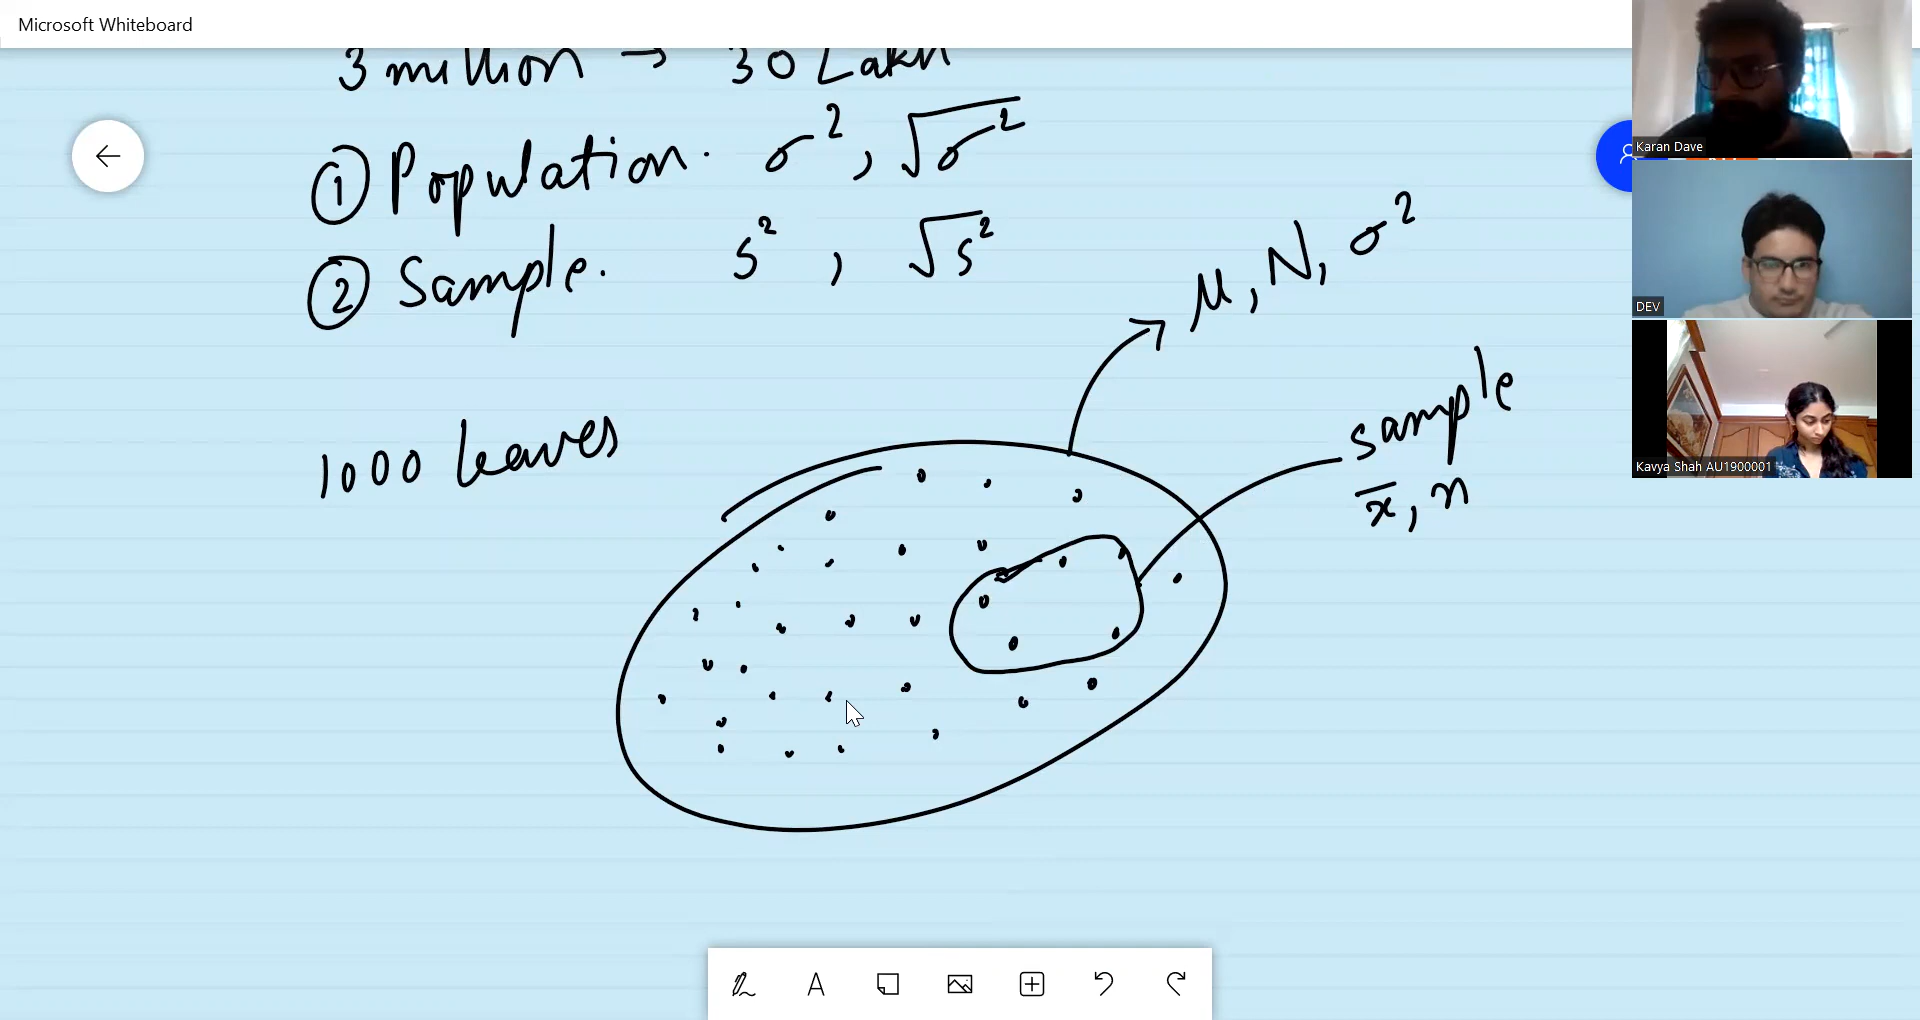 Microsoft Whiteboard
3 million → 30 Lakh
① Population. σ², √σ²
② Sample. s², √s²
μ, N, σ²
sample
x̄, n
1000 leaves
Karan Dave
DEV
Kavya Shah AU1900001
A